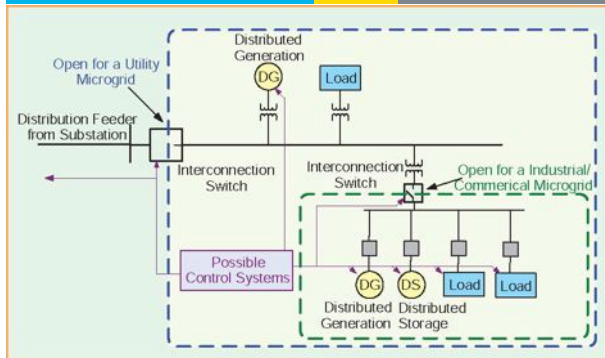 Distributed
Generation
Open for a Utility
Microgrid
DG
Load
Distribution Feeder
from Substation
Interconnection
Switch
Interconnection
Switch
Open for a Industrial/
Commerical Microgrid
Possible
Control Systems
DG
DS
Load
Load
Distributed
Generation
Distributed
Storage